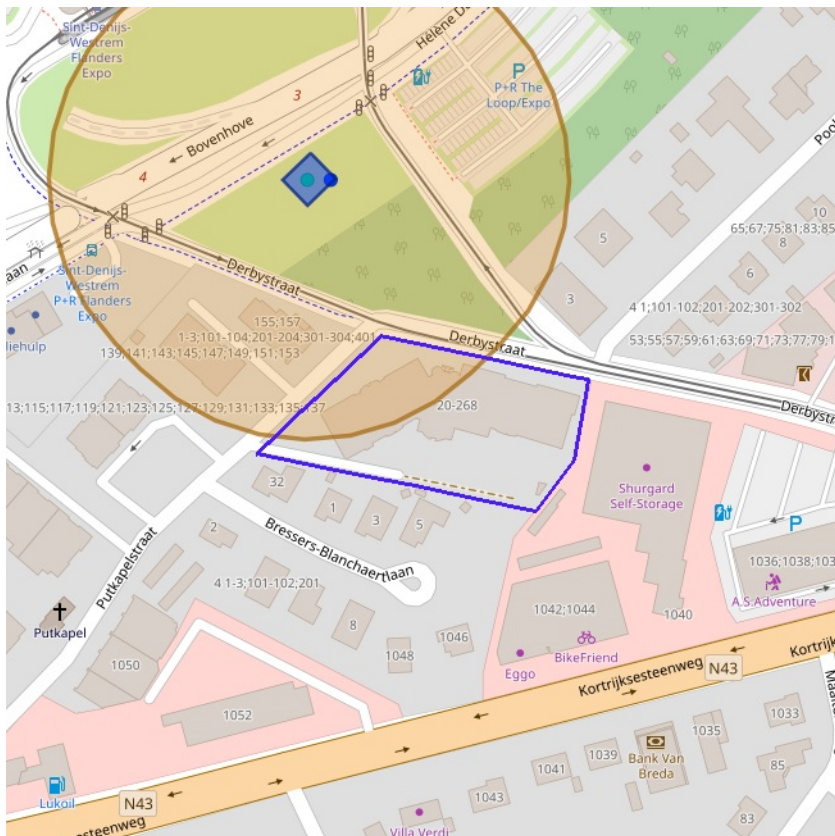 Sint-Denijs-
Westrem
Flanders
Expo
3
Bovenhove
4
P
P+R The
Loop/Expo
Sint-Denijs-
Westrem
P+R Flanders
Expo
Derbystraat
155;157
1-3;101-104;201-204;301-304;401
139;141;143;145;147;149;151;153
13;115;117;119;121;123;125;127;129;131;133;135;137
Derbystraat
20-268
5
3
10
65;67;75;81;83;85
8
6
4 1;101-102;201-202;301-302
53;55;57;59;61;63;69;71;73;77;79;1
Shurgard
Self-Storage
P
1036;1038;103
A.S.Adventure
1040
32
1
3
5
Bressers-Blanchaertlaan
2
4 1-3;101-102;201
8
1046
1048
Putkapelstraat
Putkapel
1050
1052
1042;1044
BikeFriend
Eggo
Kortrijksesteenweg
N43
Lukoil
N43
1043
1041
1039
Bank Van
Breda
1035
1033
85
83
Villa Verdi